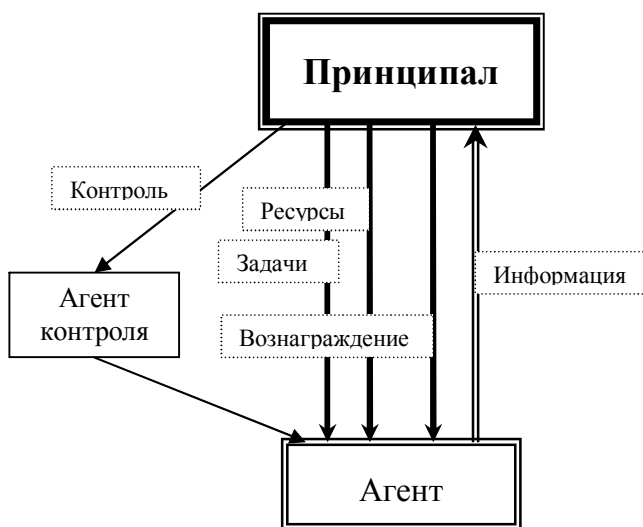 Принципал
Контроль
Ресурсы
Задачи
Информация
Агент
контроля
Вознаграждение
Агент